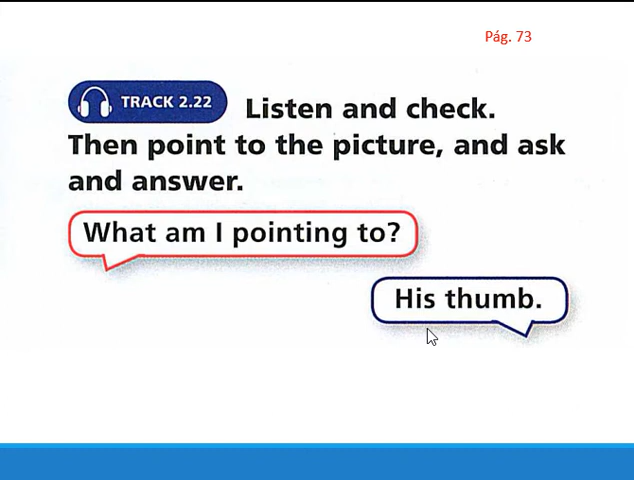 Pág. 73
TRACK 2.22 Listen and check.
Then point to the picture, and ask
and answer.
What am I pointing to?
His thumb.